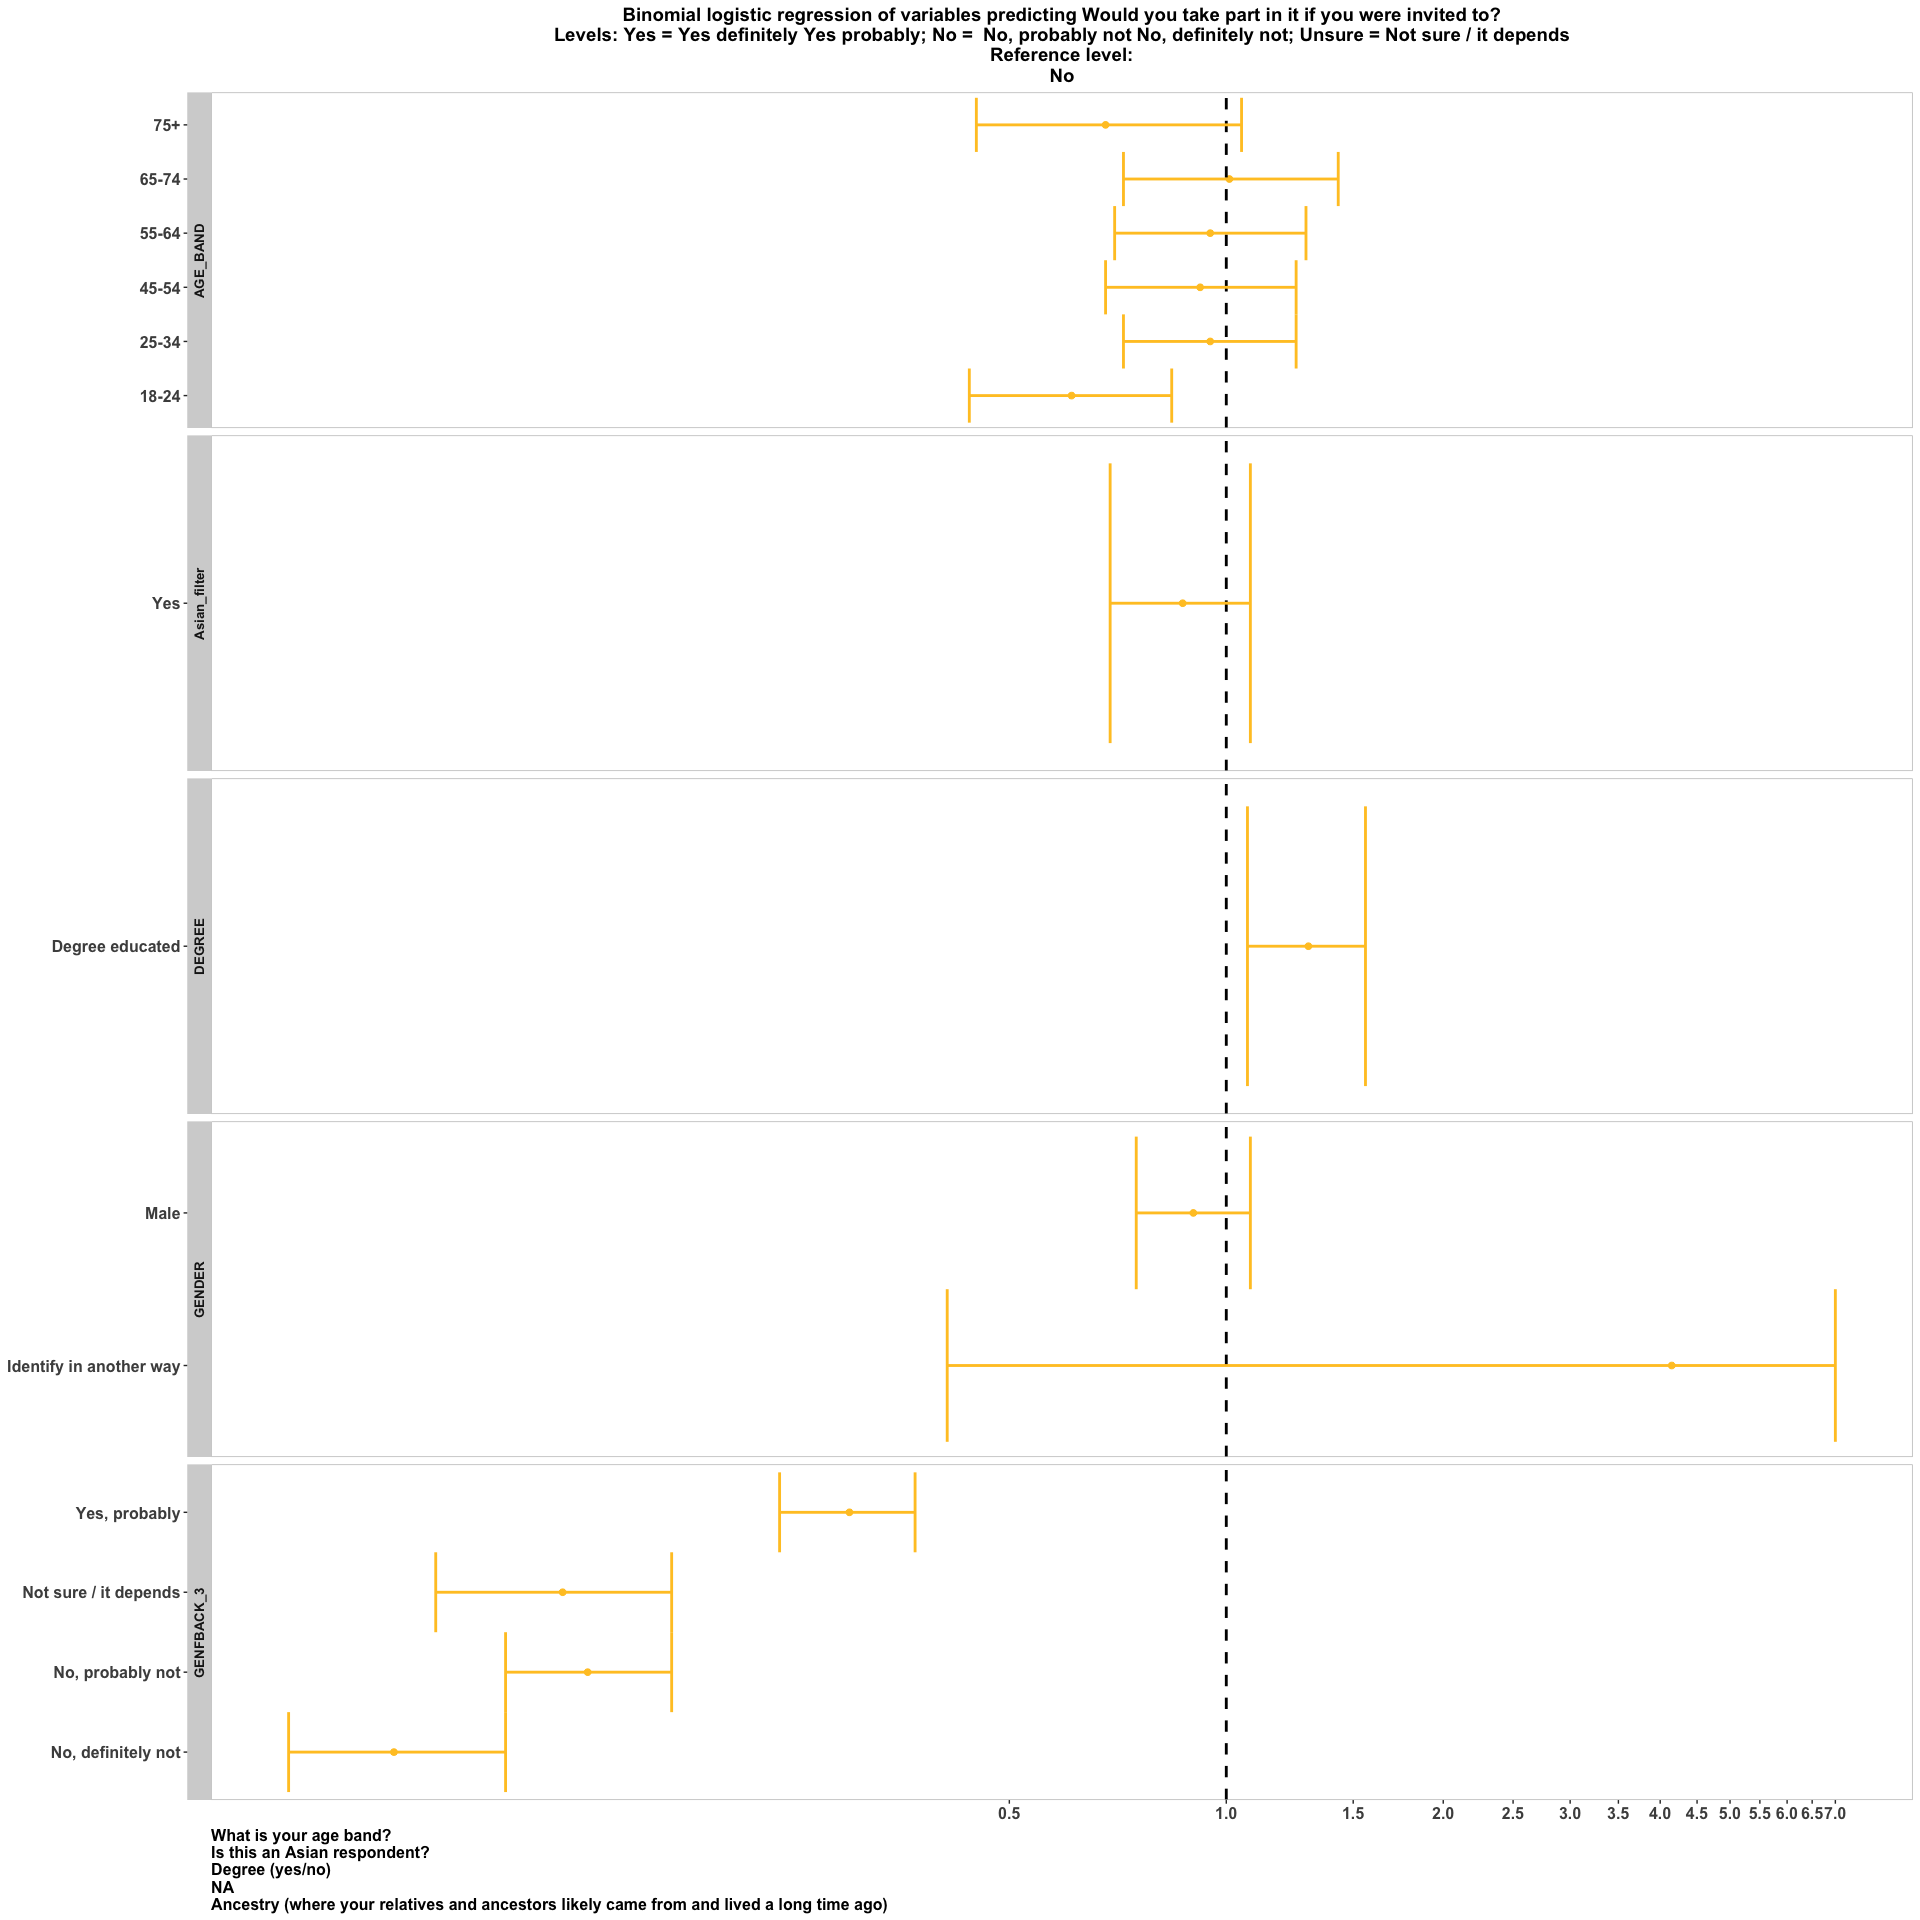 Binomial logistic regression of variables predicting Would you take part in it if you were invited to?
Levels: Yes = Yes definitely Yes probably; No =  No, probably not No, definitely not; Unsure = Not sure / it depends
Reference level:
No
AGE_BAND
75+
65-74
55-64
45-54
25-34
18-24
Asian_filter
Yes
DEGREE
Degree educated
GENDER
Male
Identify in another way
GENFBACK_3
Yes, probably
Not sure / it depends
No, probably not
No, definitely not
0.5 1.0 1.5 2.0 2.5 3.0 3.5 4.0 4.5 5.0 5.5 6.0 6.5 7.0
What is your age band?
Is this an Asian respondent?
Degree (yes/no)
NA
Ancestry (where your relatives and ancestors likely came from and lived a long time ago)